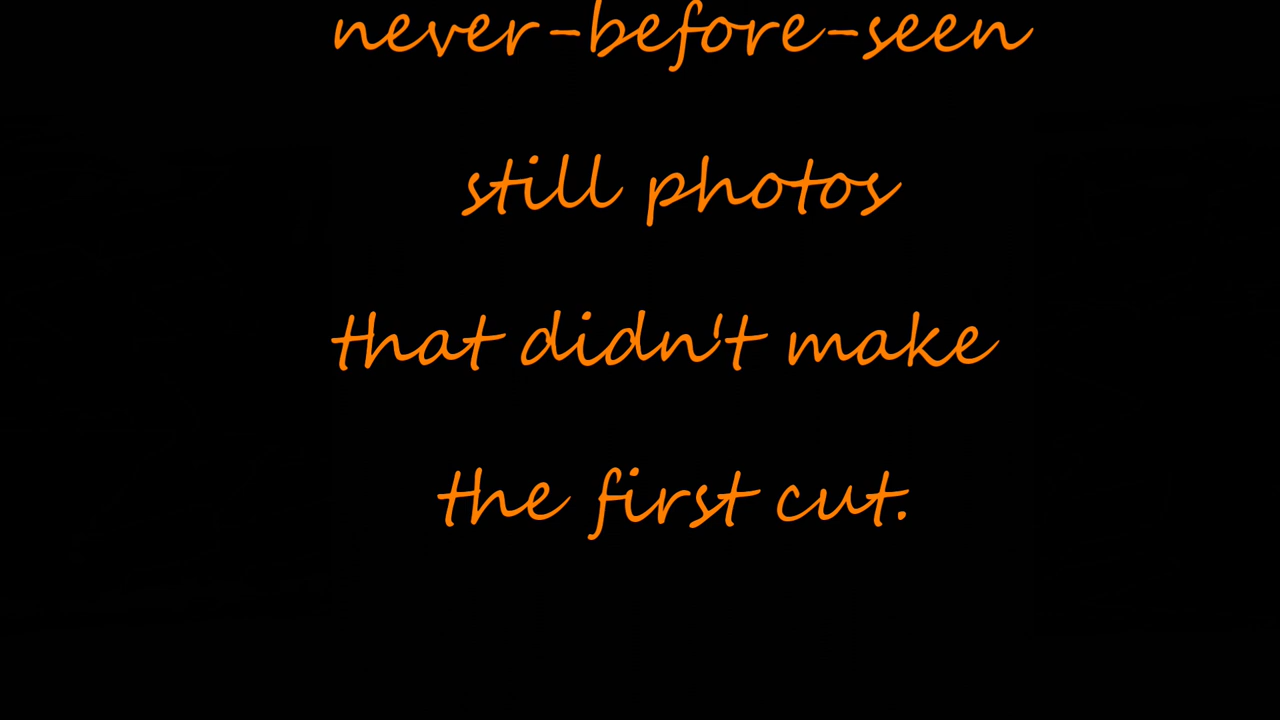 never-before-seen
still photos
that didn't make
the first cut.